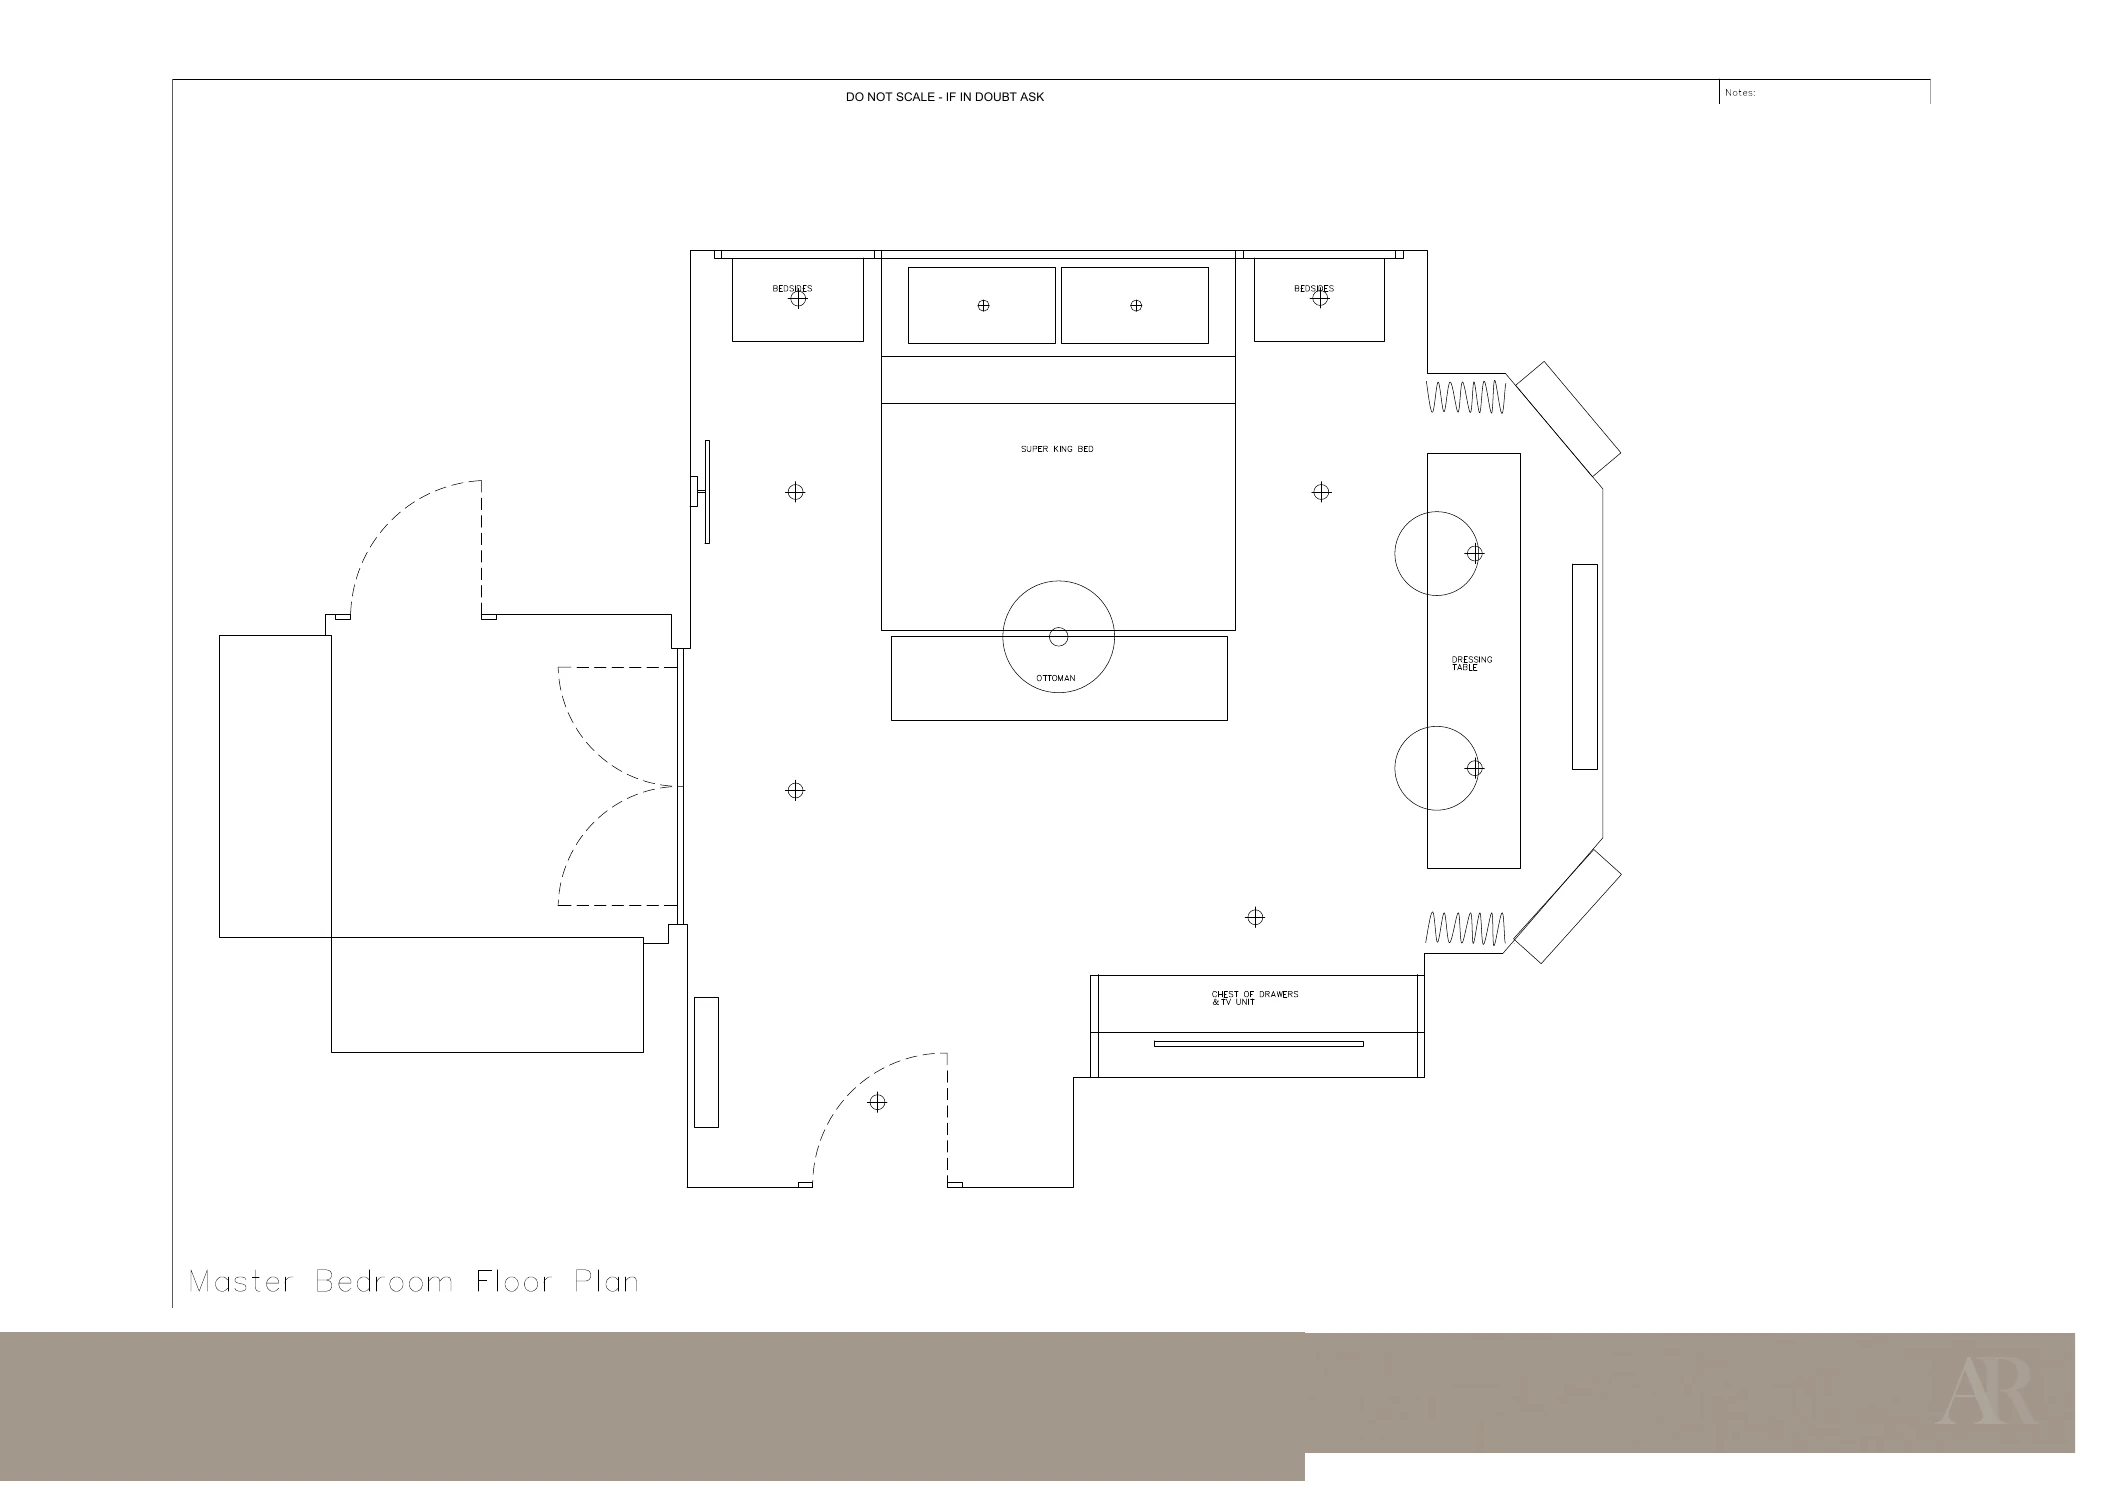 DO NOT SCALE - IF IN DOUBT ASK
Notes:
BEDSIDES
BEDSIDES
SUPER KING BED
OTTOMAN
DRESSING
TABLE
CHEST OF DRAWERS
& TV UNIT
Master Bedroom Floor Plan
AR